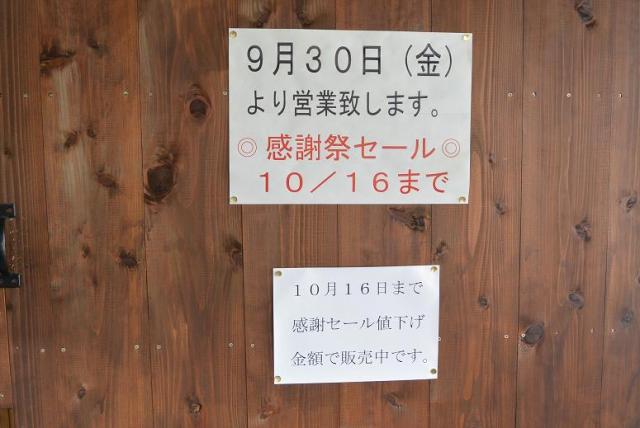 ９月３０日（金）
より営業致します。
◎感謝祭セール◎
１０／１６まで
１０月１６日まで
感謝セール値下げ
金額で販売中です。